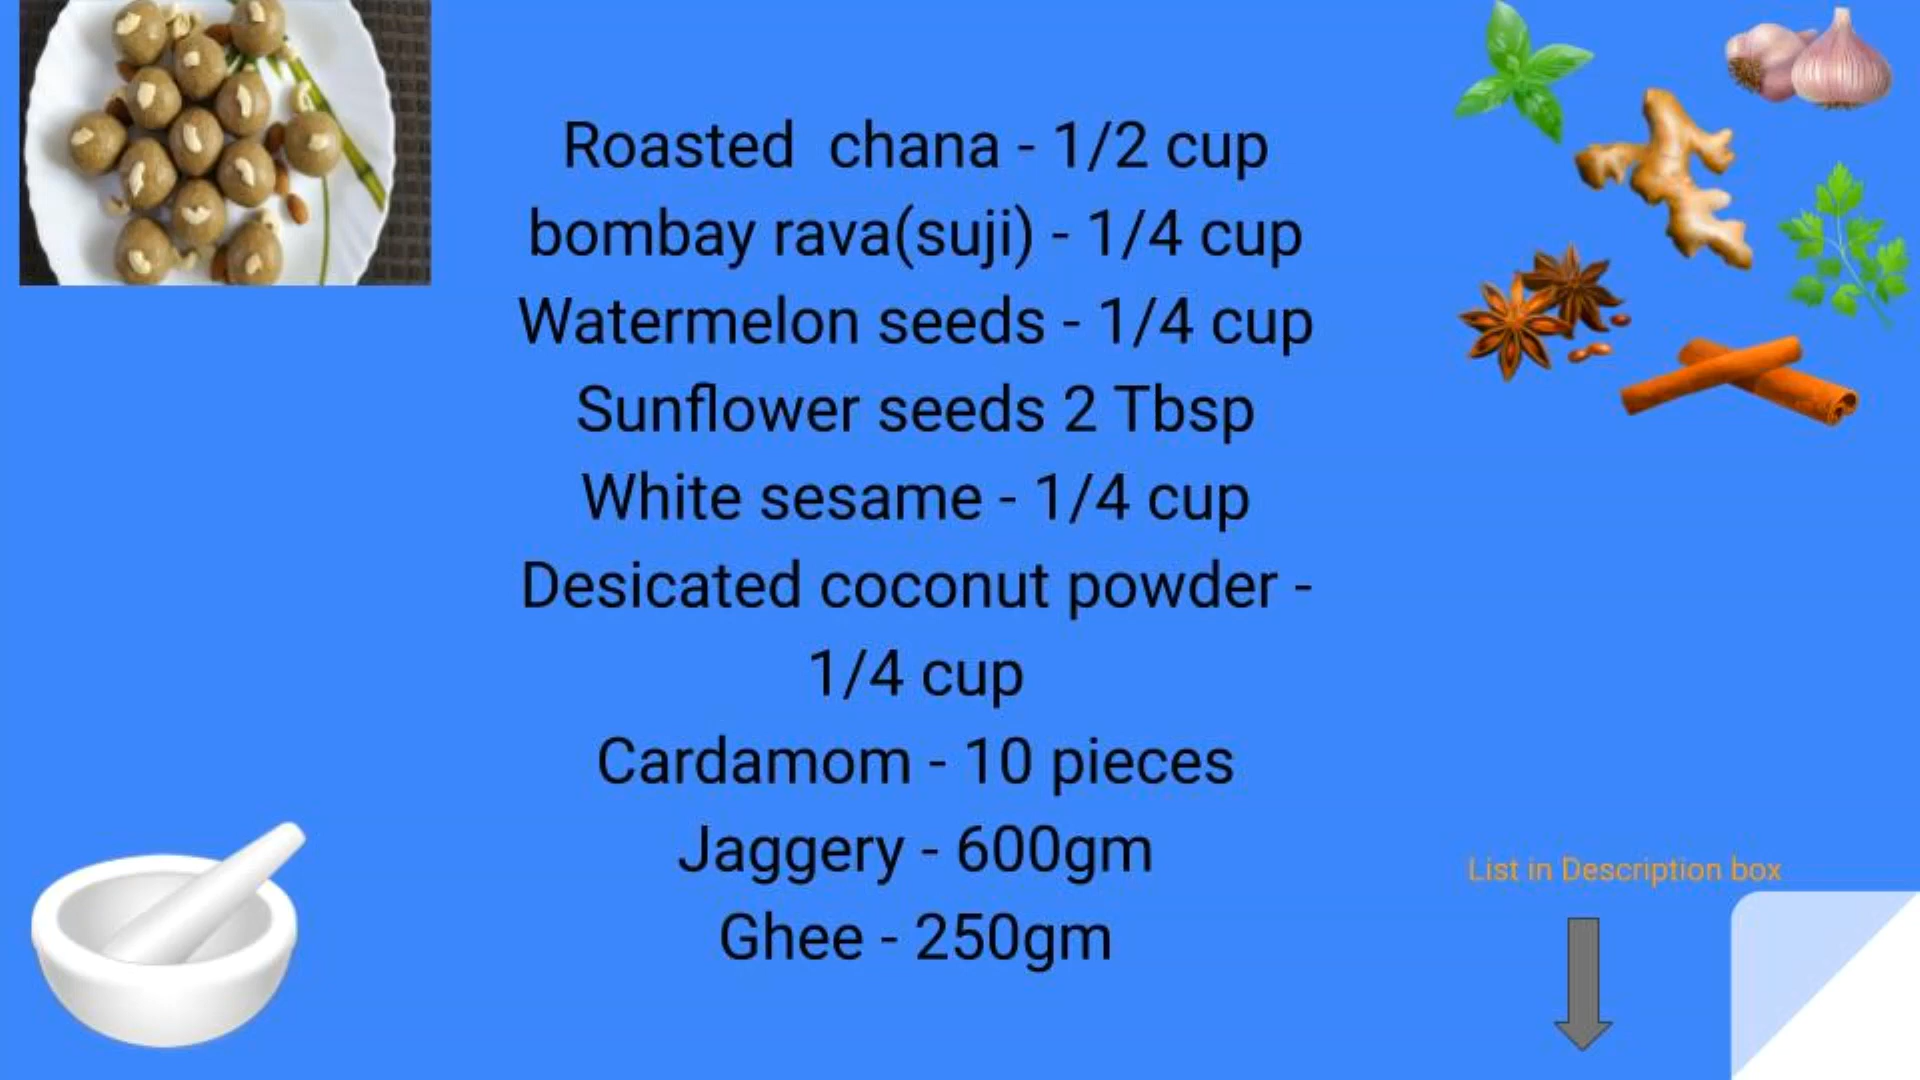 Roasted  chana - 1/2 cup
bombay rava(suji) - 1/4 cup
Watermelon seeds - 1/4 cup
Sunflower seeds 2 Tbsp
White sesame - 1/4 cup
Desicated coconut powder -
1/4 cup
Cardamom - 10 pieces
Jaggery - 600gm
Ghee - 250gm
List in Description box